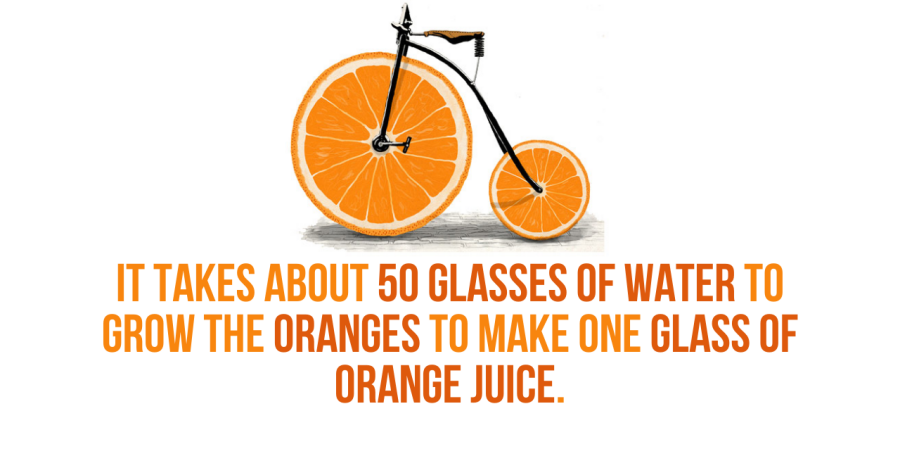 IT TAKES ABOUT 50 GLASSES OF WATER TO
GROW THE ORANGES TO MAKE ONE GLASS OF
ORANGE JUICE.